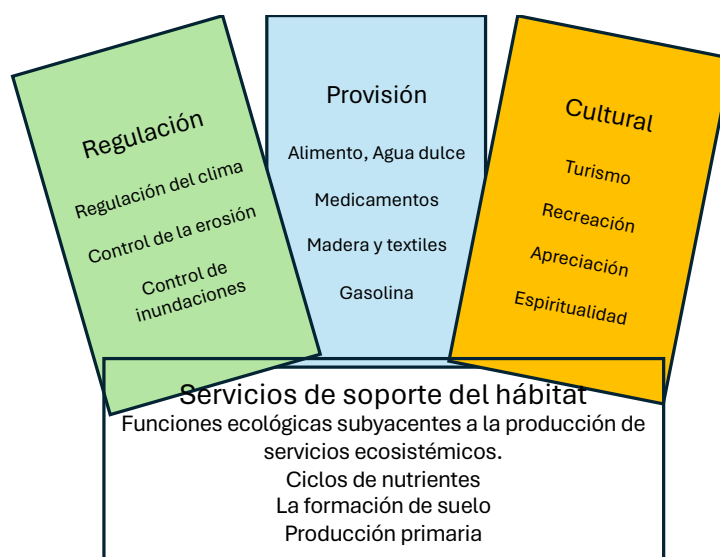 Regulación
Regulación del clima
Control de la erosión
Control de
inundaciones
Provisión
Alimento, Agua dulce
Medicamentos
Madera y textiles
Gasolina
Cultural
Turismo
Recreación
Apreciación
Espiritualidad
Servicios de soporte del hábitat
Funciones ecológicas subyacentes a la producción de
servicios ecosistémicos.
Ciclos de nutrientes
La formación de suelo
Producción primaria